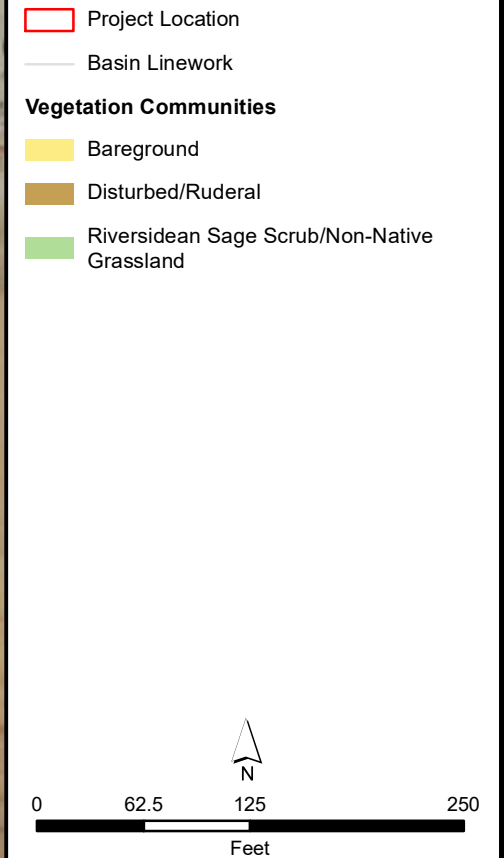 Project Location
Basin Linework
Vegetation Communities
Bareground
Disturbed/Ruderal
Riversidean Sage Scrub/Non-Native
Grassland
N
0 62.5 125 250
Feet